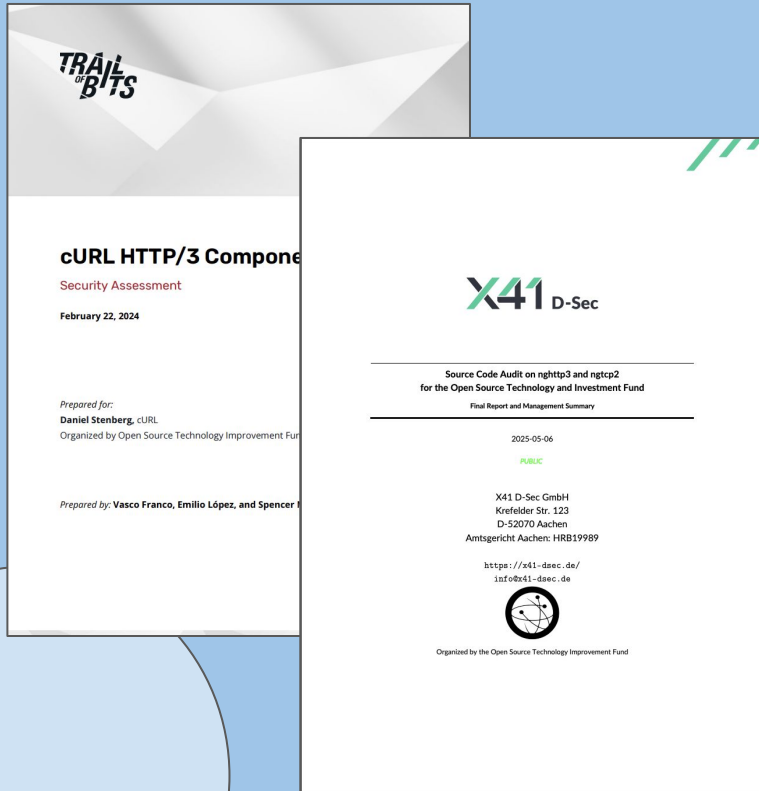 TRAIL
OF
BITS
cURL HTTP/3
Security Assessment
February 22, 2024
Prepared for:
Daniel Stenberg, cURL
Organized by Open Source Technology Improvement
Prepared by: Vasco Franco, Emilio López, and Spencer
X41 D-Sec
Source Code Audit on nghttp3 and ngtcp2
for the Open Source Technology and Investment Fund
Final Report and Management Summary
2025-05-06
PUBLIC
X41 D-Sec GmbH
Krefelder Str. 123
D-52070 Aachen
Amtsgericht Aachen: HRB19989
https://x41-dsec.de/
info@x41-dsec.de
Organized by the Open Source Technology Improvement Fund